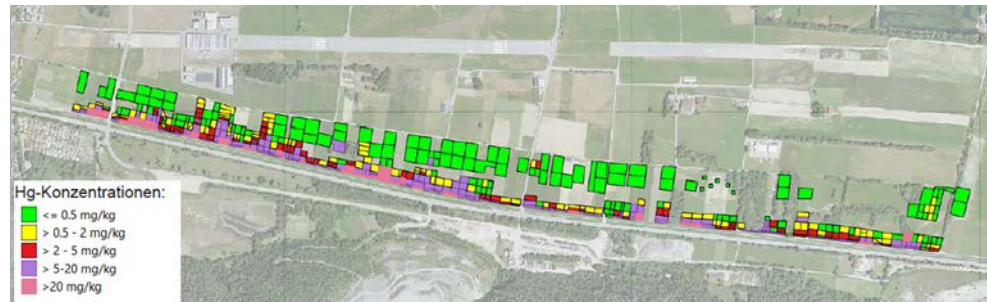 Hg-Konzentrationen:
<= 0.5 mg/kg
> 0.5 - 2 mg/kg
> 2 - 5 mg/kg
> 5-20 mg/kg
>20 mg/kg